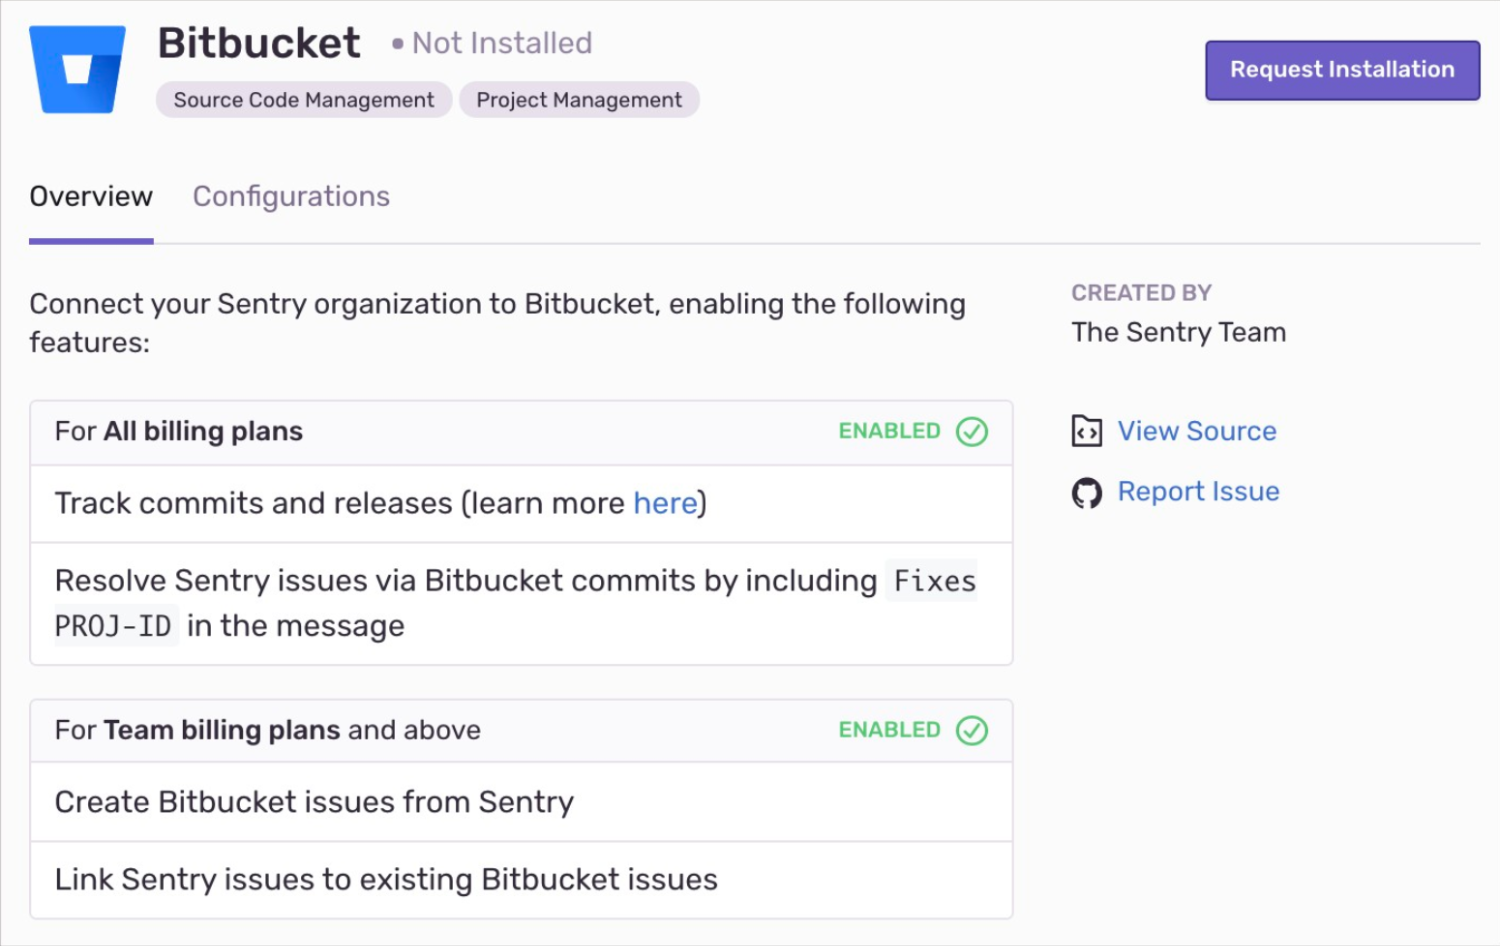 Bitbucket • Not Installed
Source Code Management Project Management
Request Installation
Overview Configurations
Connect your Sentry organization to Bitbucket, enabling the following
features:
For All billing plans ENABLED
Track commits and releases (learn more here)
Resolve Sentry issues via Bitbucket commits by including Fixes
PROJ-ID in the message
For Team billing plans and above ENABLED
Create Bitbucket issues from Sentry
Link Sentry issues to existing Bitbucket issues
CREATED BY
The Sentry Team
View Source
Report Issue